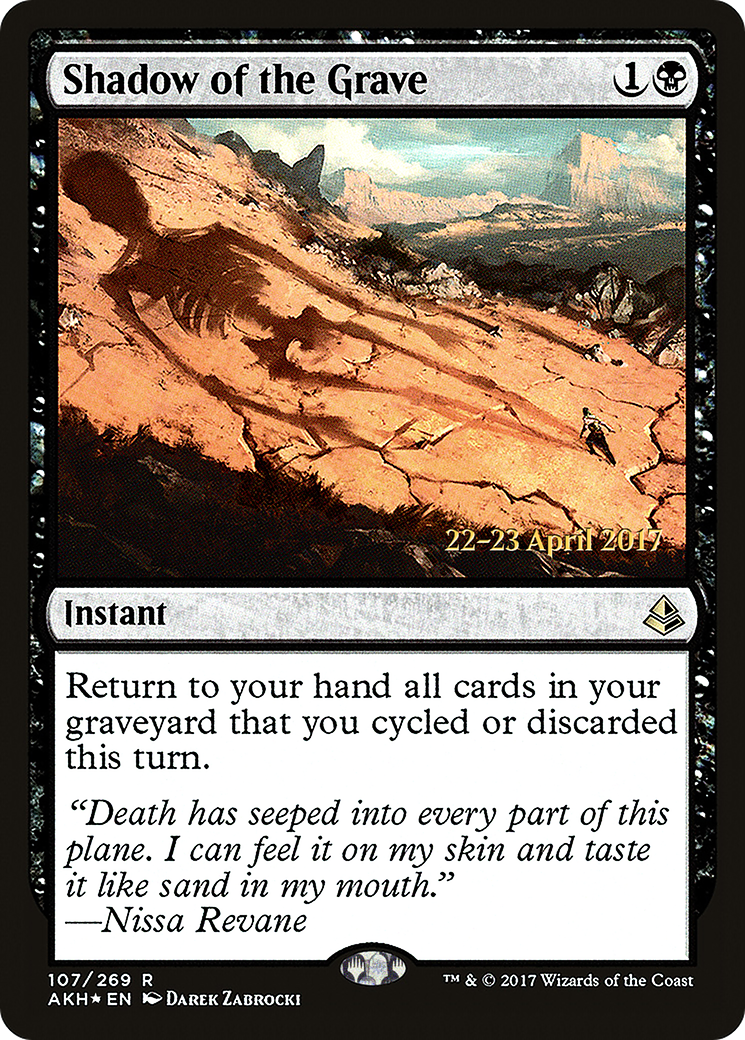 Shadow of the Grave 1
22–23 April 2017
Instant
Return to your hand all cards in your
graveyard that you cycled or discarded
this turn.
“Death has seeped into every part of this
plane. I can feel it on my skin and taste
it like sand in my mouth.”
—Nissa Revane
107/269 R
™ & © 2017 Wizards of the Coast
AKH★EN Darek Zabrocki